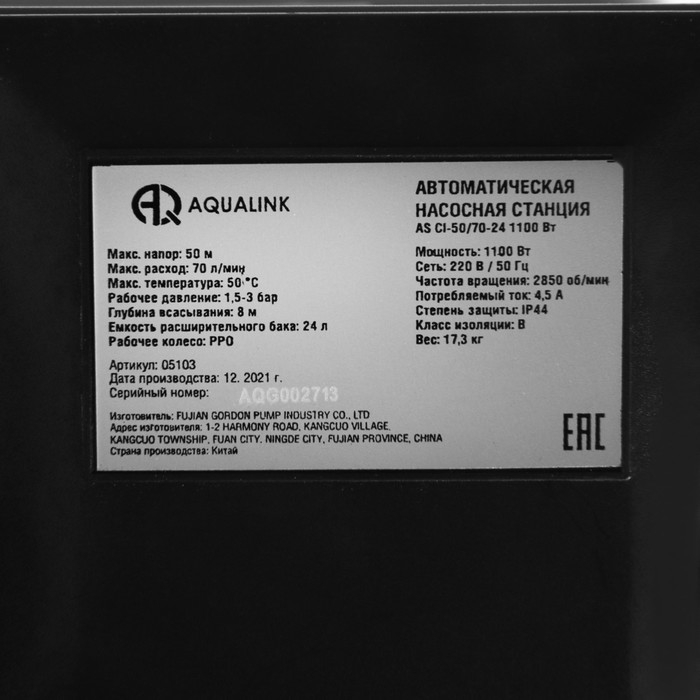 AQ AQUALINK
АВТОМАТИЧЕСКАЯ
НАСОСНАЯ СТАНЦИЯ
AS CI-50/70-24 1100 Вт
Макс. напор: 50 м
Макс. расход: 70 л/мин
Макс. температура: 50 °С
Рабочее давление: 1,5-3 бар
Глубина всасывания: 8 м
Емкость расширительного бака: 24 л
Рабочее колесо: PPO
Мощность: 1100 Вт
Сеть: 220 В / 50 Гц
Частота вращения: 2850 об/мин
Потребляемый ток: 4,5 А
Степень защиты: IP44
Класс изоляции: B
Вес: 17,3 кг
Артикул: 05103
Дата производства: 12. 2021 г.
Серийный номер: AQG002713
Изготовитель: FUJIAN GORDON PUMP INDUSTRY CO., LTD
Адрес изготовителя: 1-2 HARMONY ROAD, KANGCUO VILLAGE,
KANGCUO TOWNSHIP, FUAN CITY, NINGDE CITY, FUJIAN PROVINCE, CHINA
Страна производства: Китай
EAC